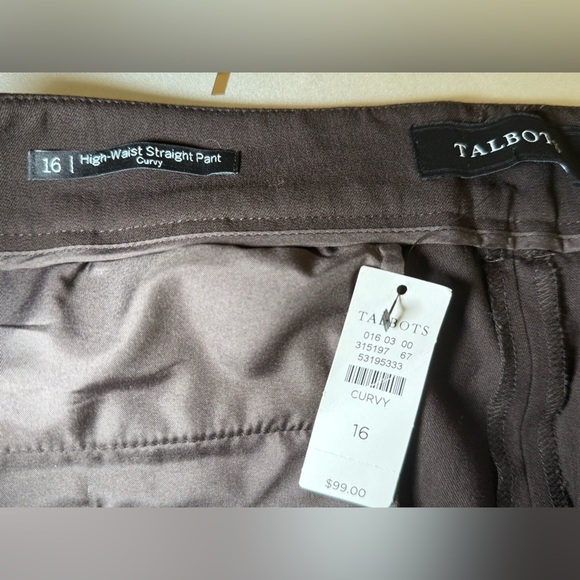 16 | High-Waist Straight Pant
Curvy
TALBOTS
TALBOTS
016 03 00
315197 67
53195333
CURVY
16
$99.00